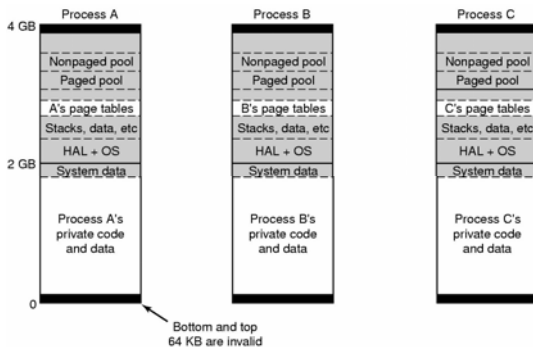 Process A
Process B
Process C
4 GB
Nonpaged pool
Paged pool
A's page tables
Stacks, data, etc
HAL + OS
2 GB
System data
Process A's
private code
and data
0
Nonpaged pool
Paged pool
B's page tables
Stacks, data, etc
HAL + OS
System data
Process B's
private code
and data
Nonpaged pool
Paged pool
C's page tables
Stacks, data, etc
HAL + OS
System data
Process C's
private code
and data
Bottom and top
64 KB are invalid